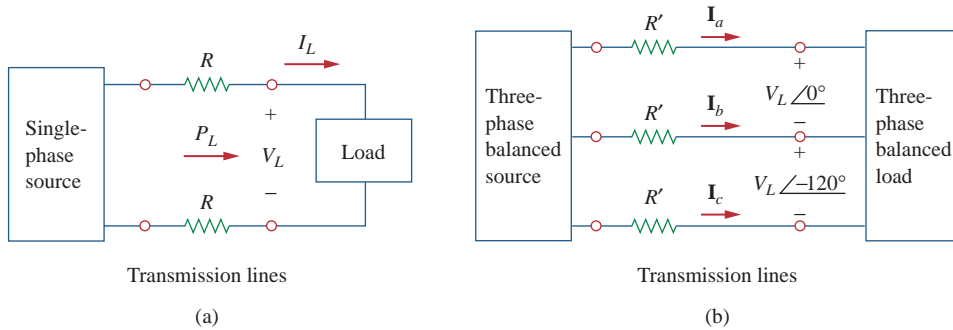 R
I_L
Single-
phase
source
P_L
+
V_L
−
Load
R
Transmission lines
(a)
Three-
phase
balanced
source
R′
I_a
+
V_L ∠0°
−
R′
I_b
+
V_L ∠−120°
−
R′
I_c
Three-
phase
balanced
load
Transmission lines
(b)